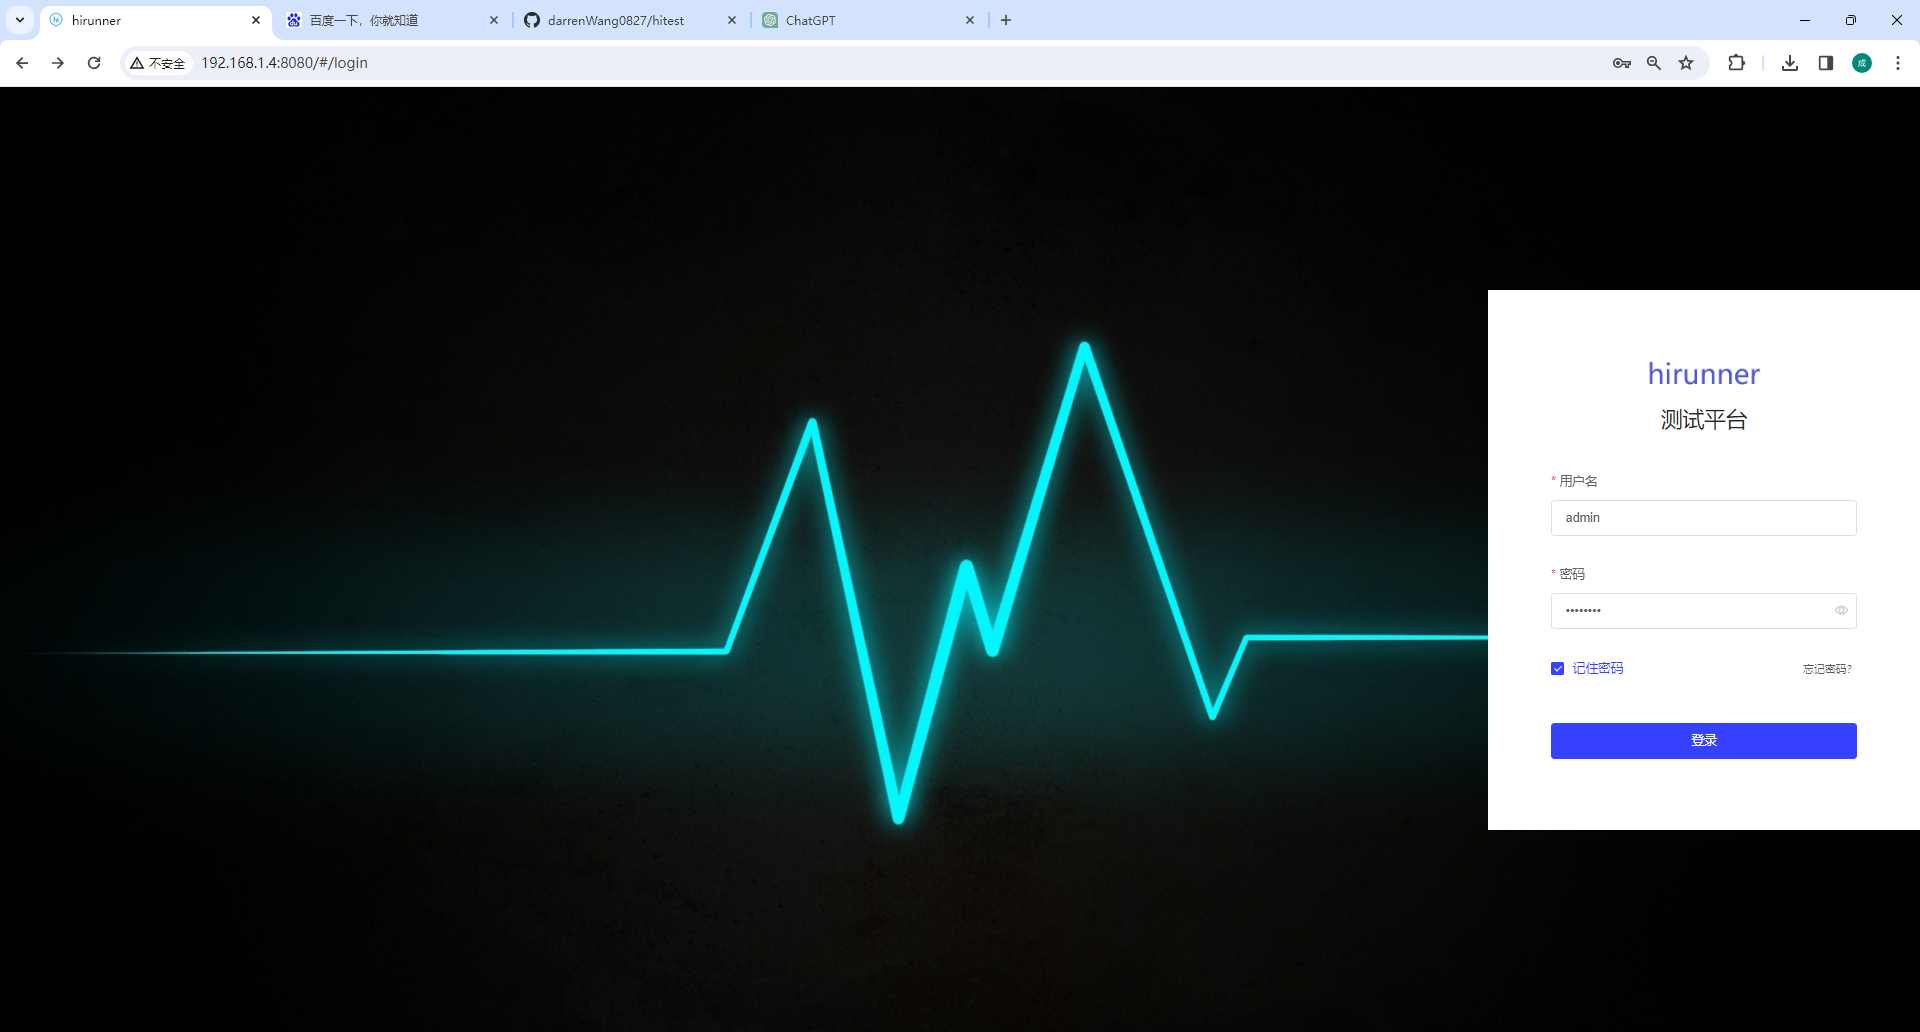 hirunner
百度一下，你就知道
darrenWang0827/hitest
ChatGPT
不安全
192.168.1.4:8080/#/login
成
hirunner
测试平台
* 用户名
admin
* 密码
••••••••
记住密码
忘记密码?
登录